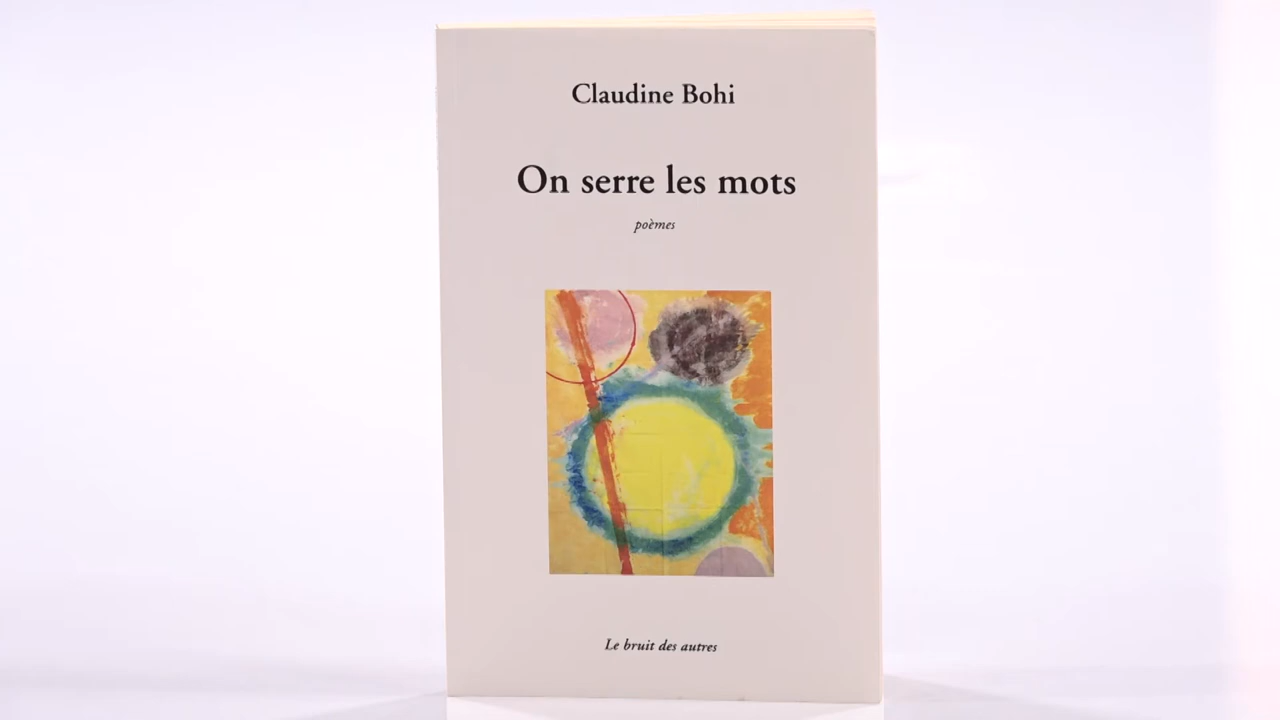 Claudine Bohi
On serre les mots
poèmes
Le bruit des autres